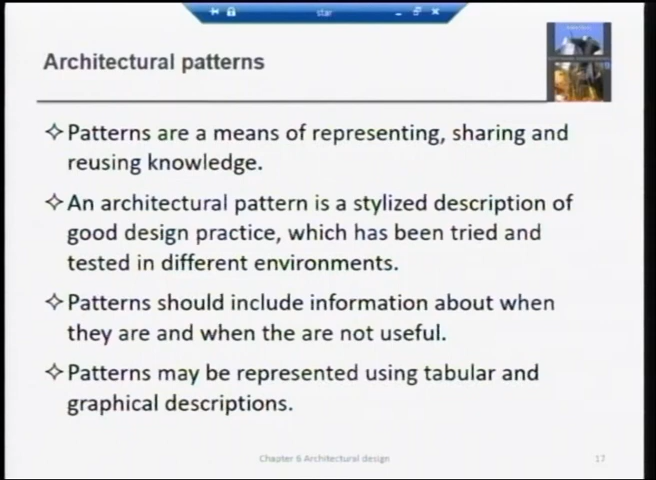 star
Architectural patterns
✧Patterns are a means of representing, sharing and
reusing knowledge.
✧An architectural pattern is a stylized description of
good design practice, which has been tried and
tested in different environments.
✧Patterns should include information about when
they are and when the are not useful.
✧Patterns may be represented using tabular and
graphical descriptions.
Chapter 6 Architectural design
17